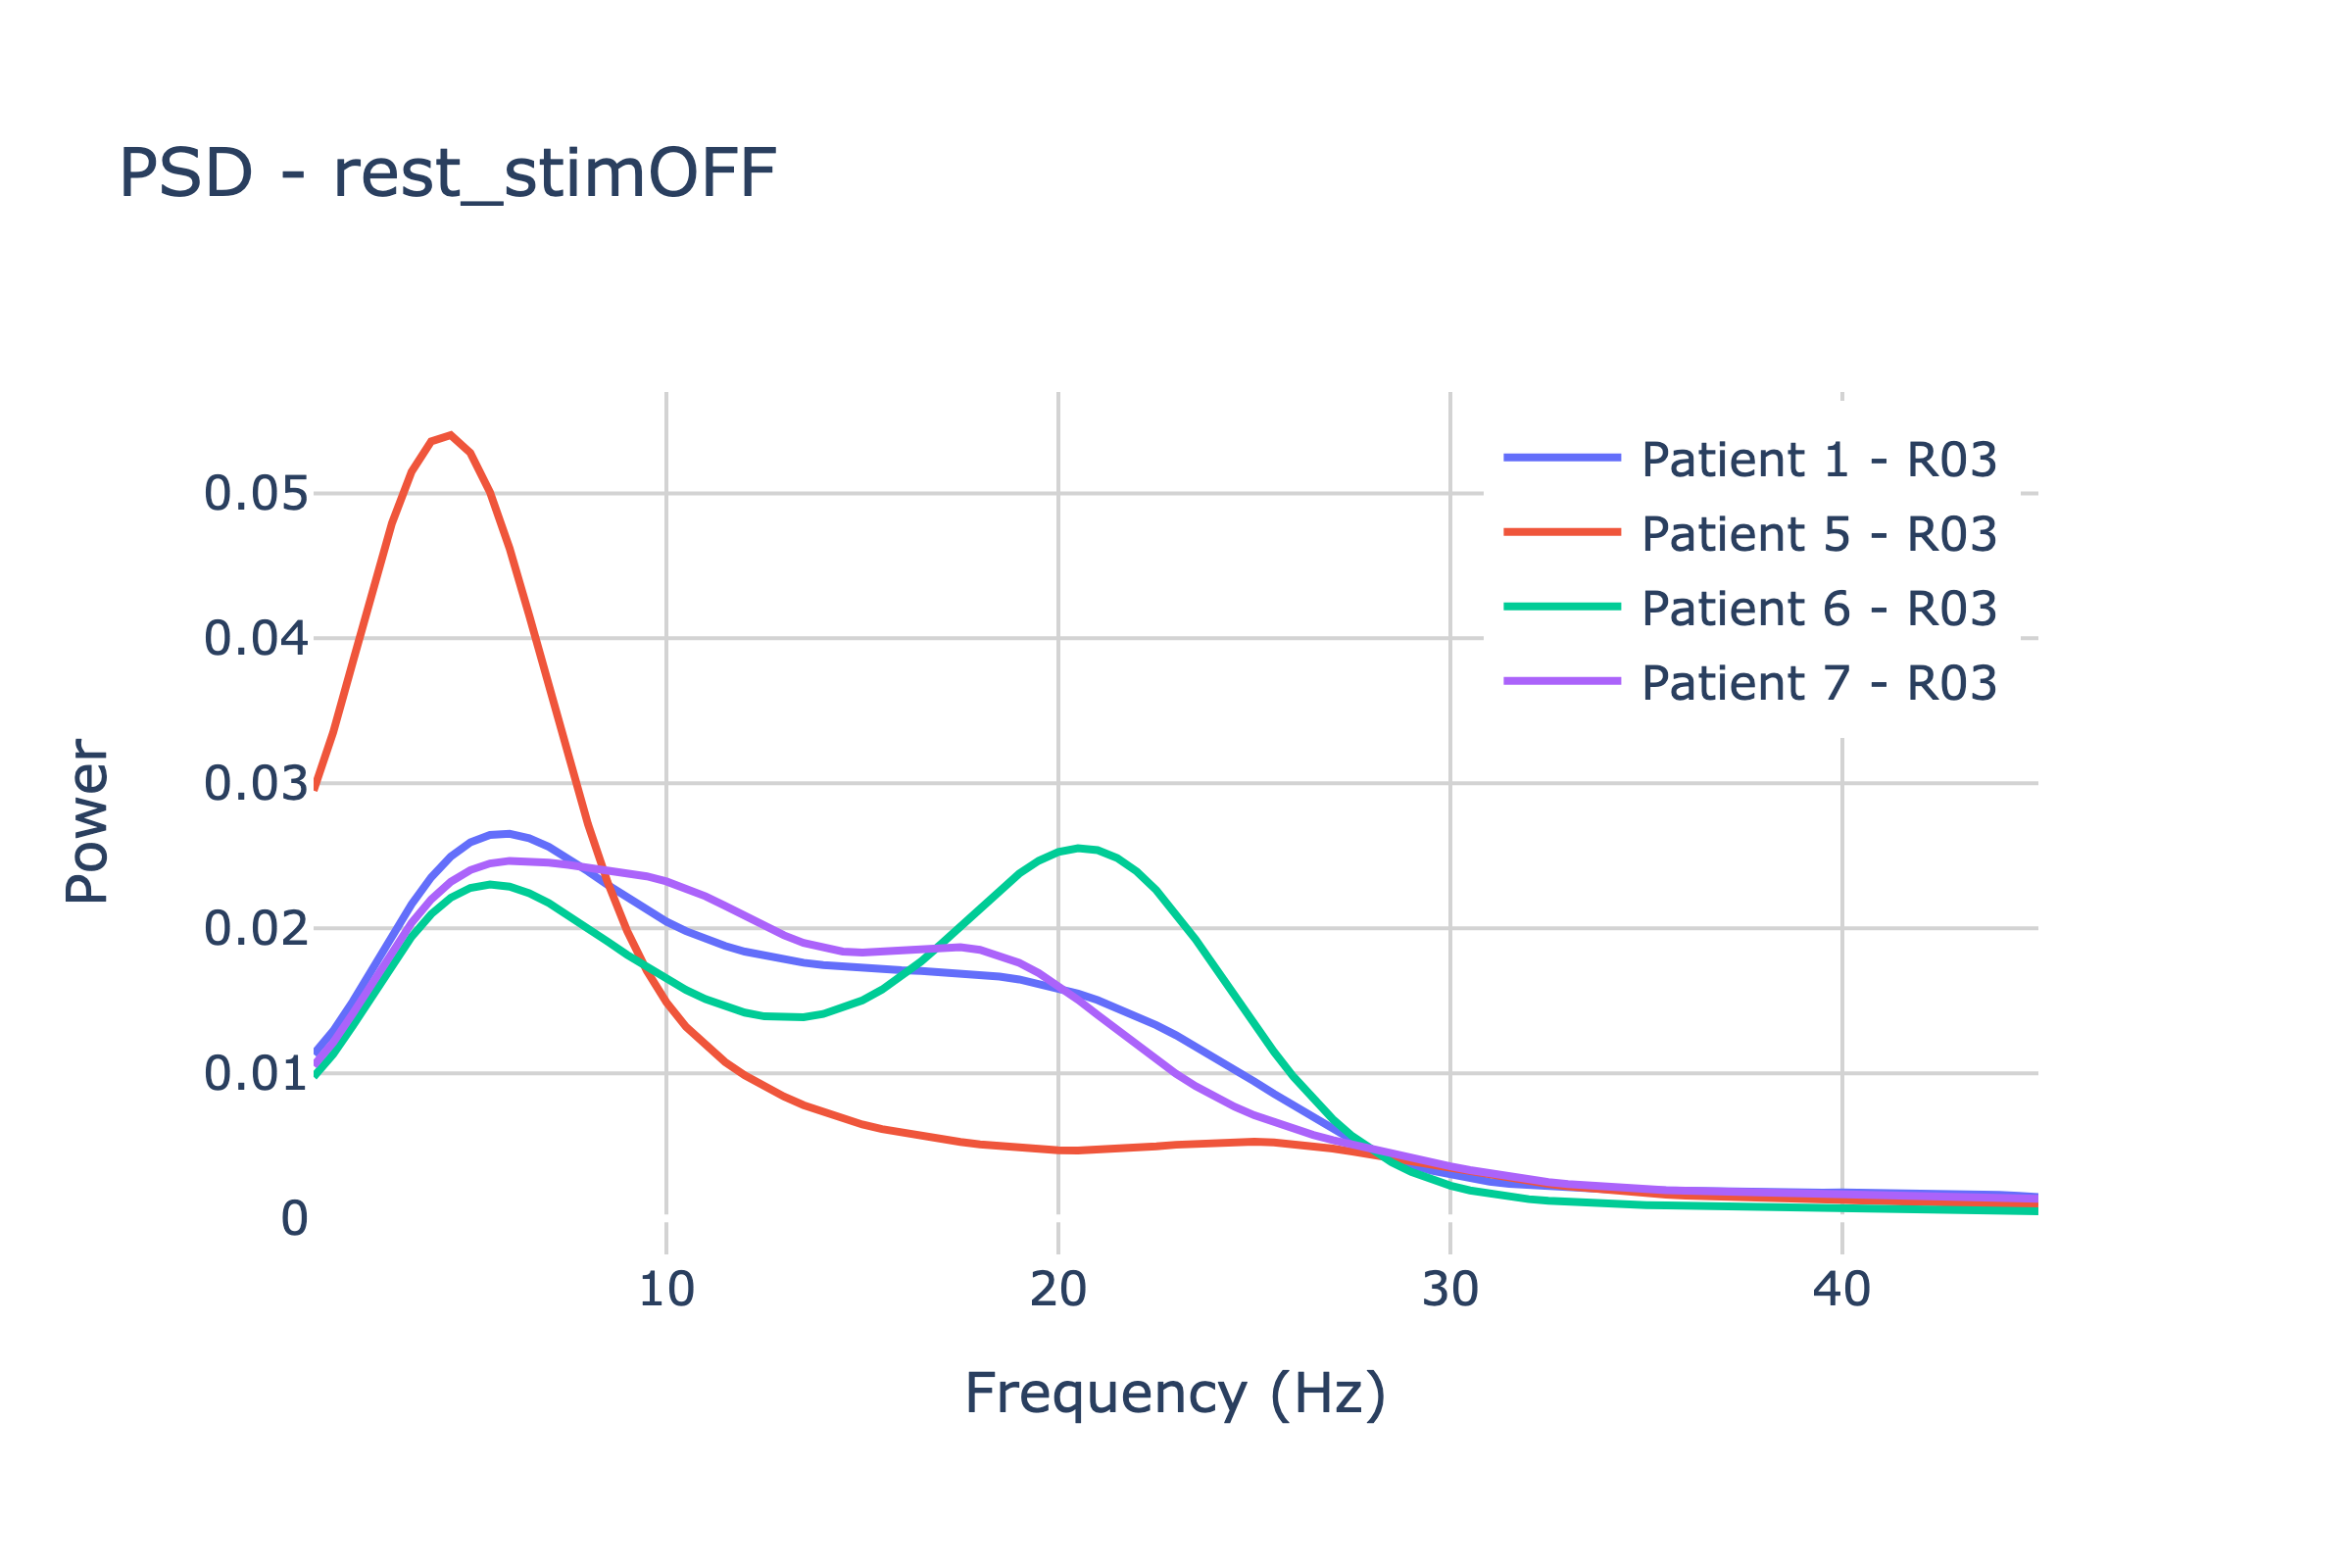 PSD - rest_stimOFF
Patient 1 - R03
Patient 5 - R03
Patient 6 - R03
Patient 7 - R03
Power
0.05
0.04
0.03
0.02
0.01
0
10
20
30
40
Frequency (Hz)